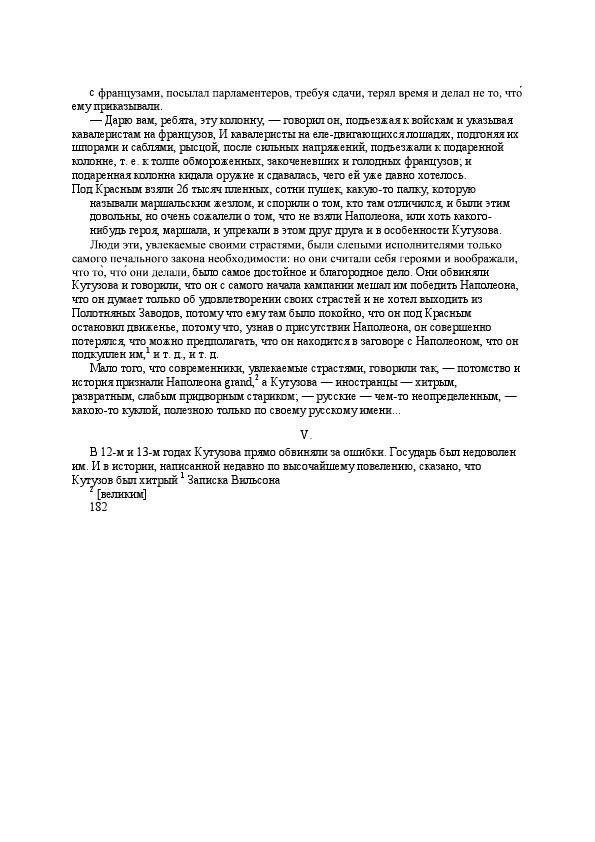 с французами, посылал парламентеров, требуя сдачи, терял время и делал не то, что́
ему приказывали.
— Дарю вам, ребята, эту колонну, — говорил он, подъезжая к войскам и указывая
кавалеристам на французов, И кавалеристы на еле-двигающихся лошадях, подгоняя их
шпорами и саблями, рысцой, после сильных напряжений, подъезжали к подаренной
колонне, т. е. к толпе обмороженных, закоченевших и голодных французов; и
подаренная колонна кидала оружие и сдавалась, чего ей уже давно хотелось.
Под Красным взяли 26 тысяч пленных, сотни пушек, какую-то палку, которую
называли маршальским жезлом, и спорили о том, кто там отличился, и были этим
довольны, но очень сожалели о том, что не взяли Наполеона, или хоть какого-
нибудь героя, маршала, и упрекали в этом друг друга и в особенности Кутузова.
Люди эти, увлекаемые своими страстями, были слепыми исполнителями только
самого печального закона необходимости: но они считали себя героями и воображали,
что то̀, что́ они делали, было самое достойное и благородное дело. Они обвиняли
Кутузова и говорили, что он с самого начала кампании мешал им победить Наполеона,
что он думает только об удовлетворении своих страстей и не хотел выходить из
Полотняных Заводов, потому что ему там было покойно, что он под Красным
остановил движенье, потому что, узнав о присутствии Наполеона, он совершенно
потерялся, что можно предполагать, что он находится в заговоре с Наполеоном, что он
подкуплен им,1 и т. д., и т. д.
Мало того, что современники, увлекаемые страстями, говорили так, — потомство и
история признали Наполеона grand,2 а Кутузова — иностранцы — хитрым,
развратным, слабым придворным стариком; — русские — чем-то неопределенным, —
какою-то куклой, полезною только по своему русскому имени...
V.
В 12-м и 13-м годах Кутузова прямо обвиняли за ошибки. Государь был недоволен
им. И в истории, написанной недавно по высочайшему повелению, сказано, что
Кутузов был хитрый 1 Записка Вильсона
2 [великим]
182